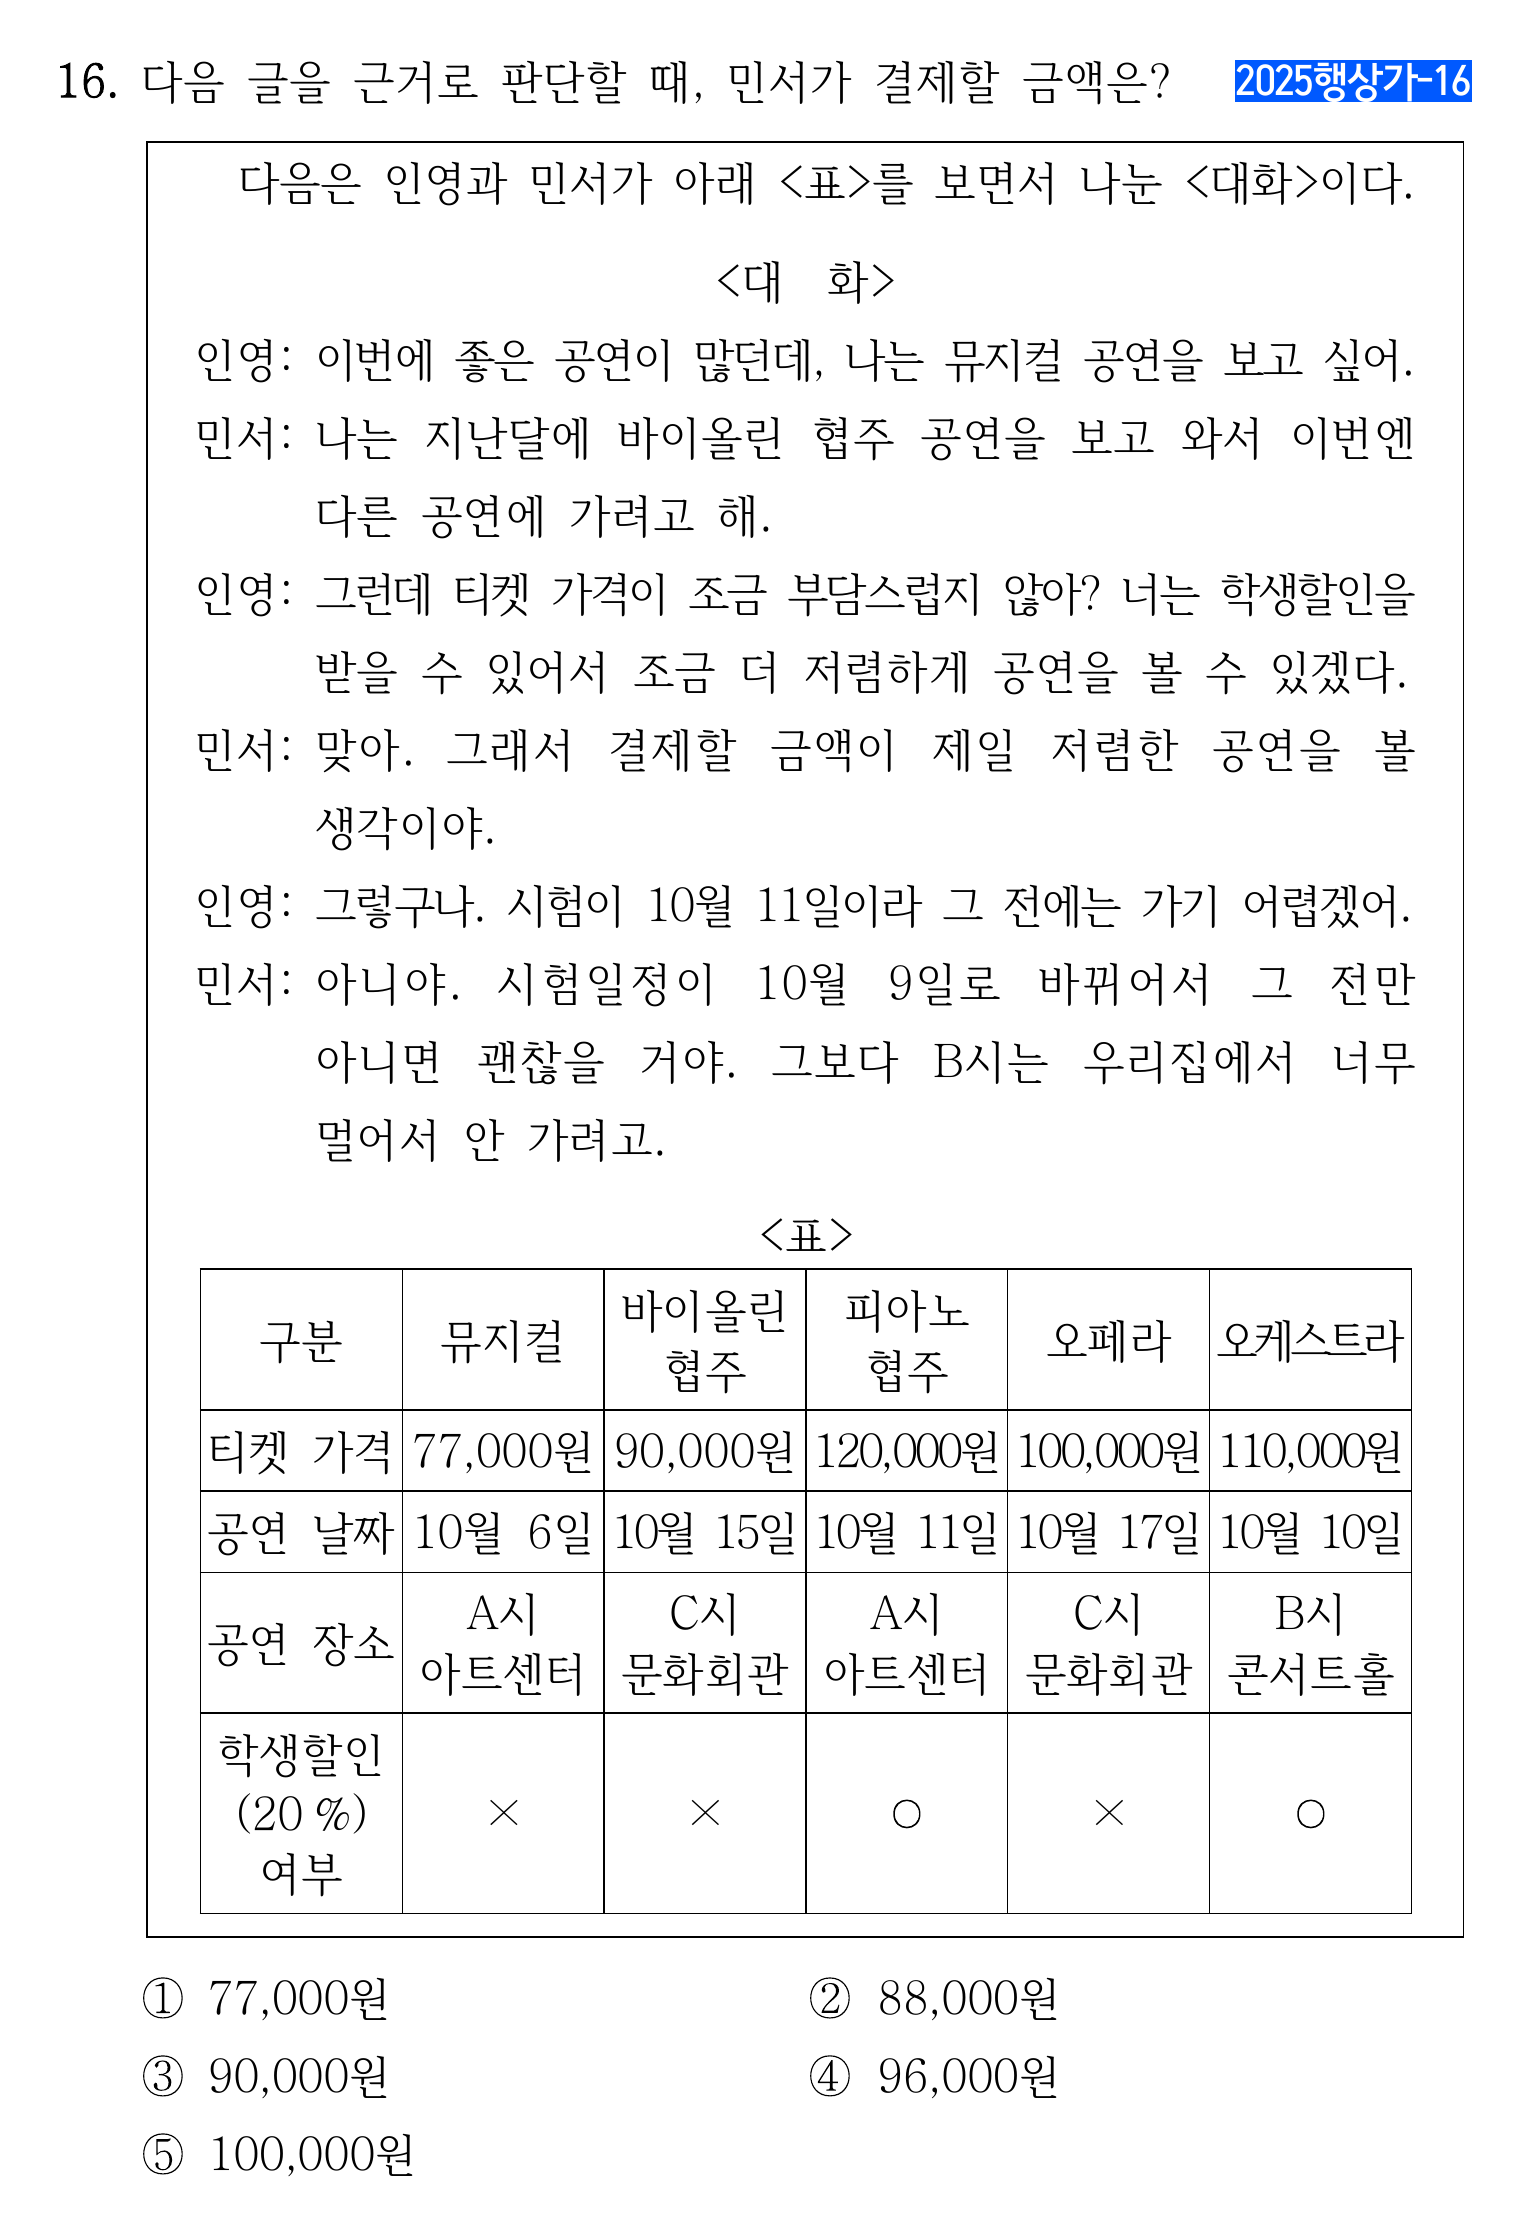 16. 다음 글을 근거로 판단할 때, 민서가 결제할 금액은? 2025행상가-16
다음은 인영과 민서가 아래 <표>를 보면서 나눈 <대화>이다.
<대 화>
인영: 이번에 좋은 공연이 많던데, 나는 뮤지컬 공연을 보고 싶어.
민서: 나는 지난달에 바이올린 협주 공연을 보고 와서 이번엔
다른 공연에 가려고 해.
인영: 그런데 티켓 가격이 조금 부담스럽지 않아? 너는 학생할인을
받을 수 있어서 조금 더 저렴하게 공연을 볼 수 있겠다.
민서: 맞아. 그래서 결제할 금액이 제일 저렴한 공연을 볼
생각이야.
인영: 그렇구나. 시험이 10월 11일이라 그 전에는 가기 어렵겠어.
민서: 아니야. 시험일정이 10월 9일로 바뀌어서 그 전만
아니면 괜찮을 거야. 그보다 B시는 우리집에서 너무
멀어서 안 가려고.
<표>
구분 뮤지컬 바이올린 협주 피아노 협주 오페라 오케스트라
티켓 가격 77,000원 90,000원 120,000원 100,000원 110,000원
공연 날짜 10월 6일 10월 15일 10월 11일 10월 17일 10월 10일
공연 장소 A시 아트센터 C시 문화회관 A시 아트센터 C시 문화회관 B시 콘서트홀
학생할인 (20%) 여부 × × ○ × ○
① 77,000원 ② 88,000원
③ 90,000원 ④ 96,000원
⑤ 100,000원